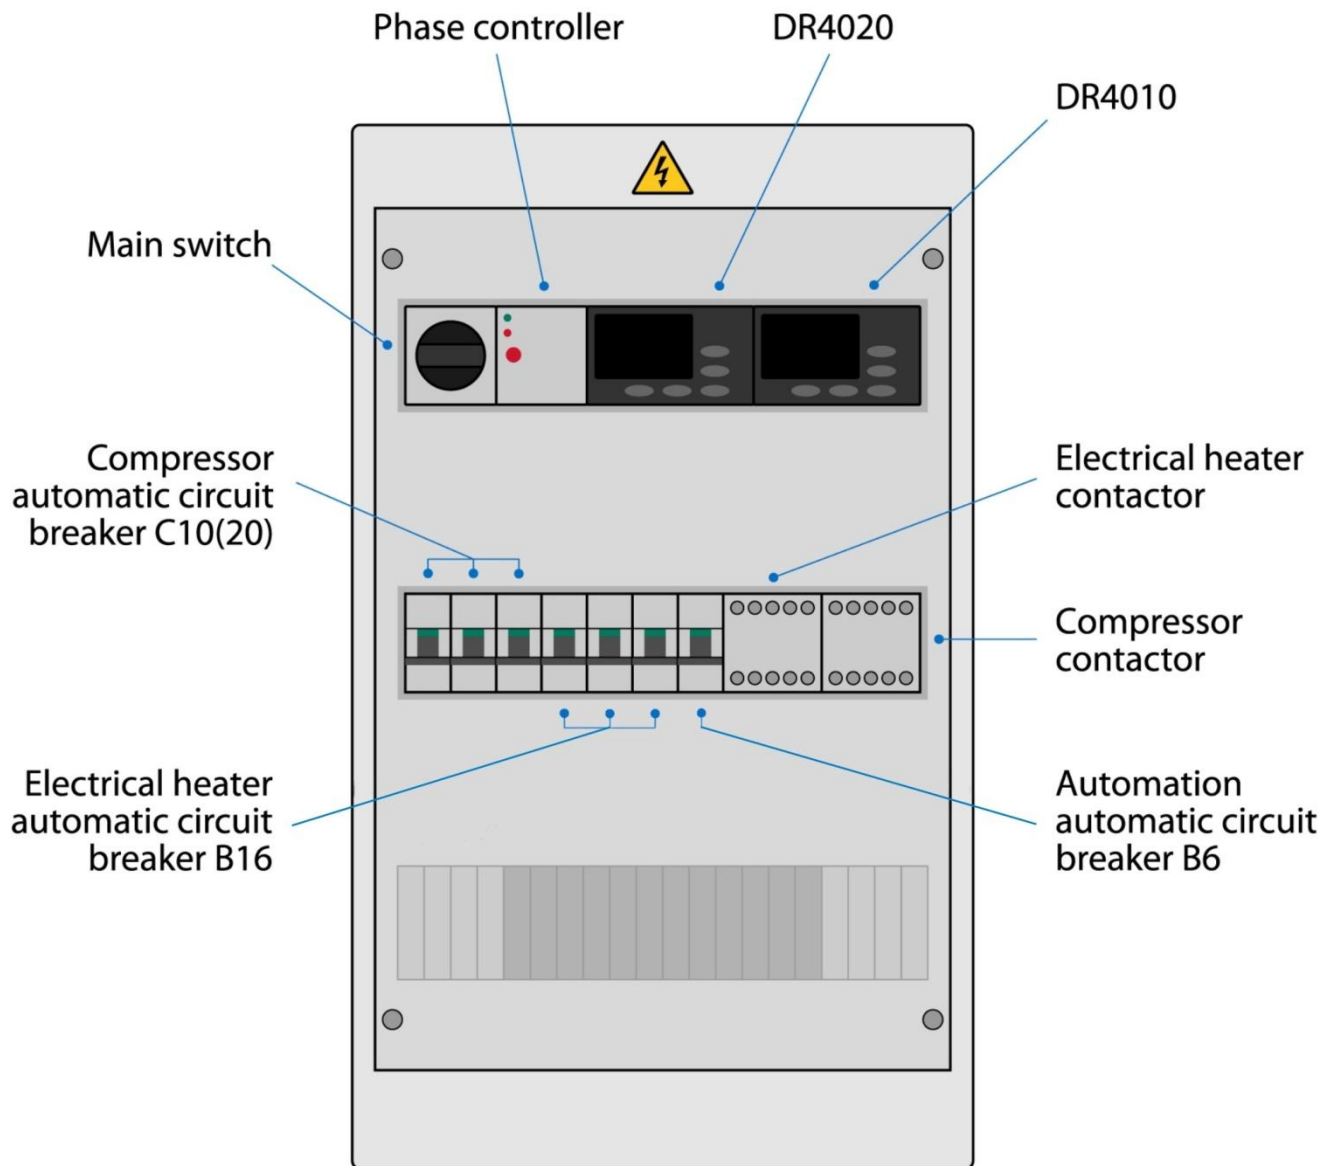 Phase controller
DR4020
DR4010
Main switch
Compressor
automatic circuit
breaker C10(20)
Electrical heater
contactor
Compressor
contactor
Electrical heater
automatic circuit
breaker B16
Automation
automatic circuit
breaker B6